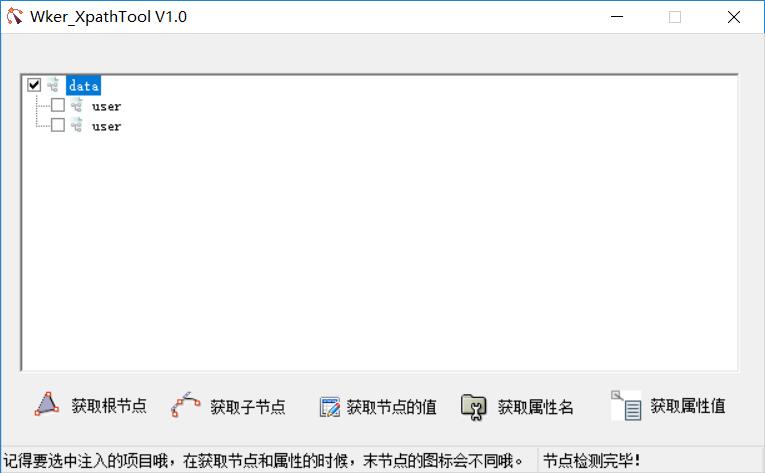 Wker_XpathTool V1.0
data
user
user
获取根节点 获取子节点 获取节点的值 获取属性名 获取属性值
记得要选中注入的项目哦，在获取节点和属性的时候，末节点的图标会不同哦。 节点检测完毕！